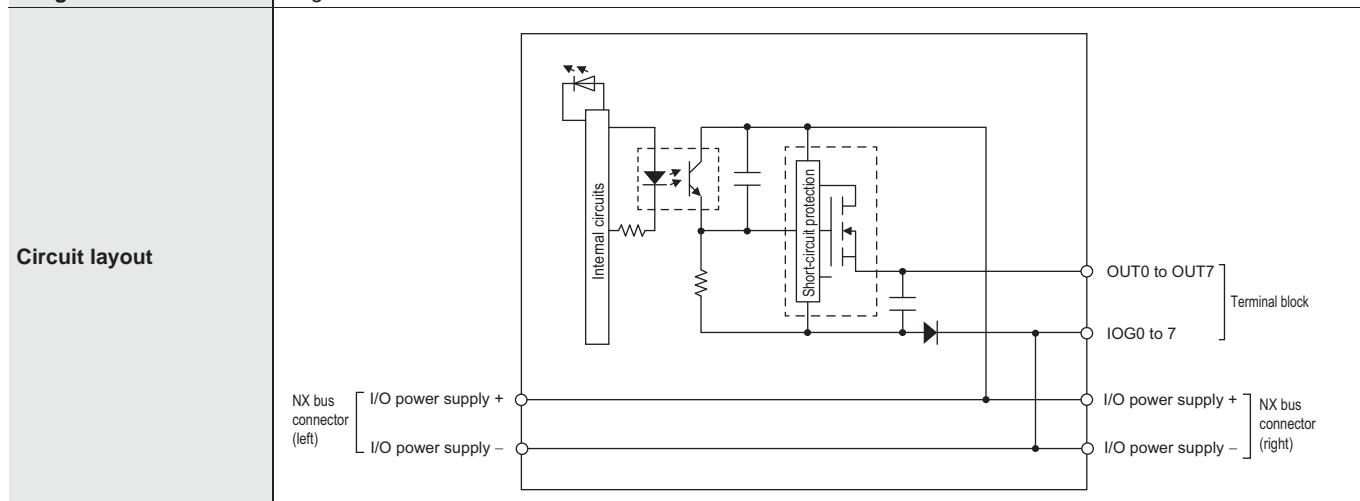 Circuit layout
Internal circuits
Short-circuit protection
OUT0 to OUT7
IOG0 to 7
Terminal block
NX bus
connector
(left)
I/O power supply +
I/O power supply −
I/O power supply +
I/O power supply −
NX bus
connector
(right)